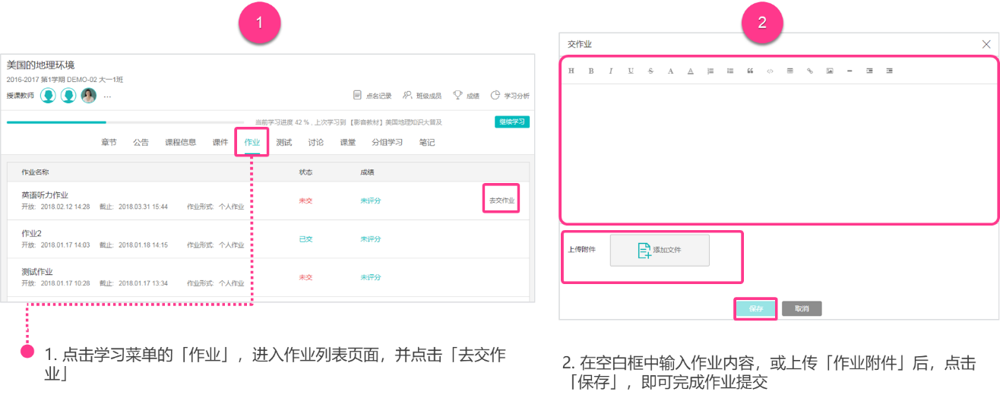 1
美国的地理环境
2016-2017 第1学期 DEMO-02 大一1班
授课教师 ... 点名记录 班级成员 成绩 学习分析
当前学习进度 42 % , 上次学习到 【影音教材】美国地理知识大普及 继续学习
章节 公告 课程信息 课件 作业 测试 讨论 课堂 分组学习 笔记
作业名称 状态 成绩
英语听力作业
开放: 2018.02.12 14:28 截止: 2018.03.31 15:44 作业形式: 个人作业 未交 未评分 去交作业
作业2
开放: 2018.01.17 14:03 截止: 2018.01.18 14:15 作业形式: 个人作业 已交 未评分
测试作业
开放: 2018.01.17 10:28 截止: 2018.01.17 13:34 作业形式: 个人作业 未交 未评分
1. 点击学习菜单的「作业」，进入作业列表页面，并点击「去交作
业」
2
交作业
H B I U S A A
上传附件 添加文件
保存 取消
2. 在空白框中输入作业内容，或上传「作业附件」后，点击
「保存」，即可完成作业提交